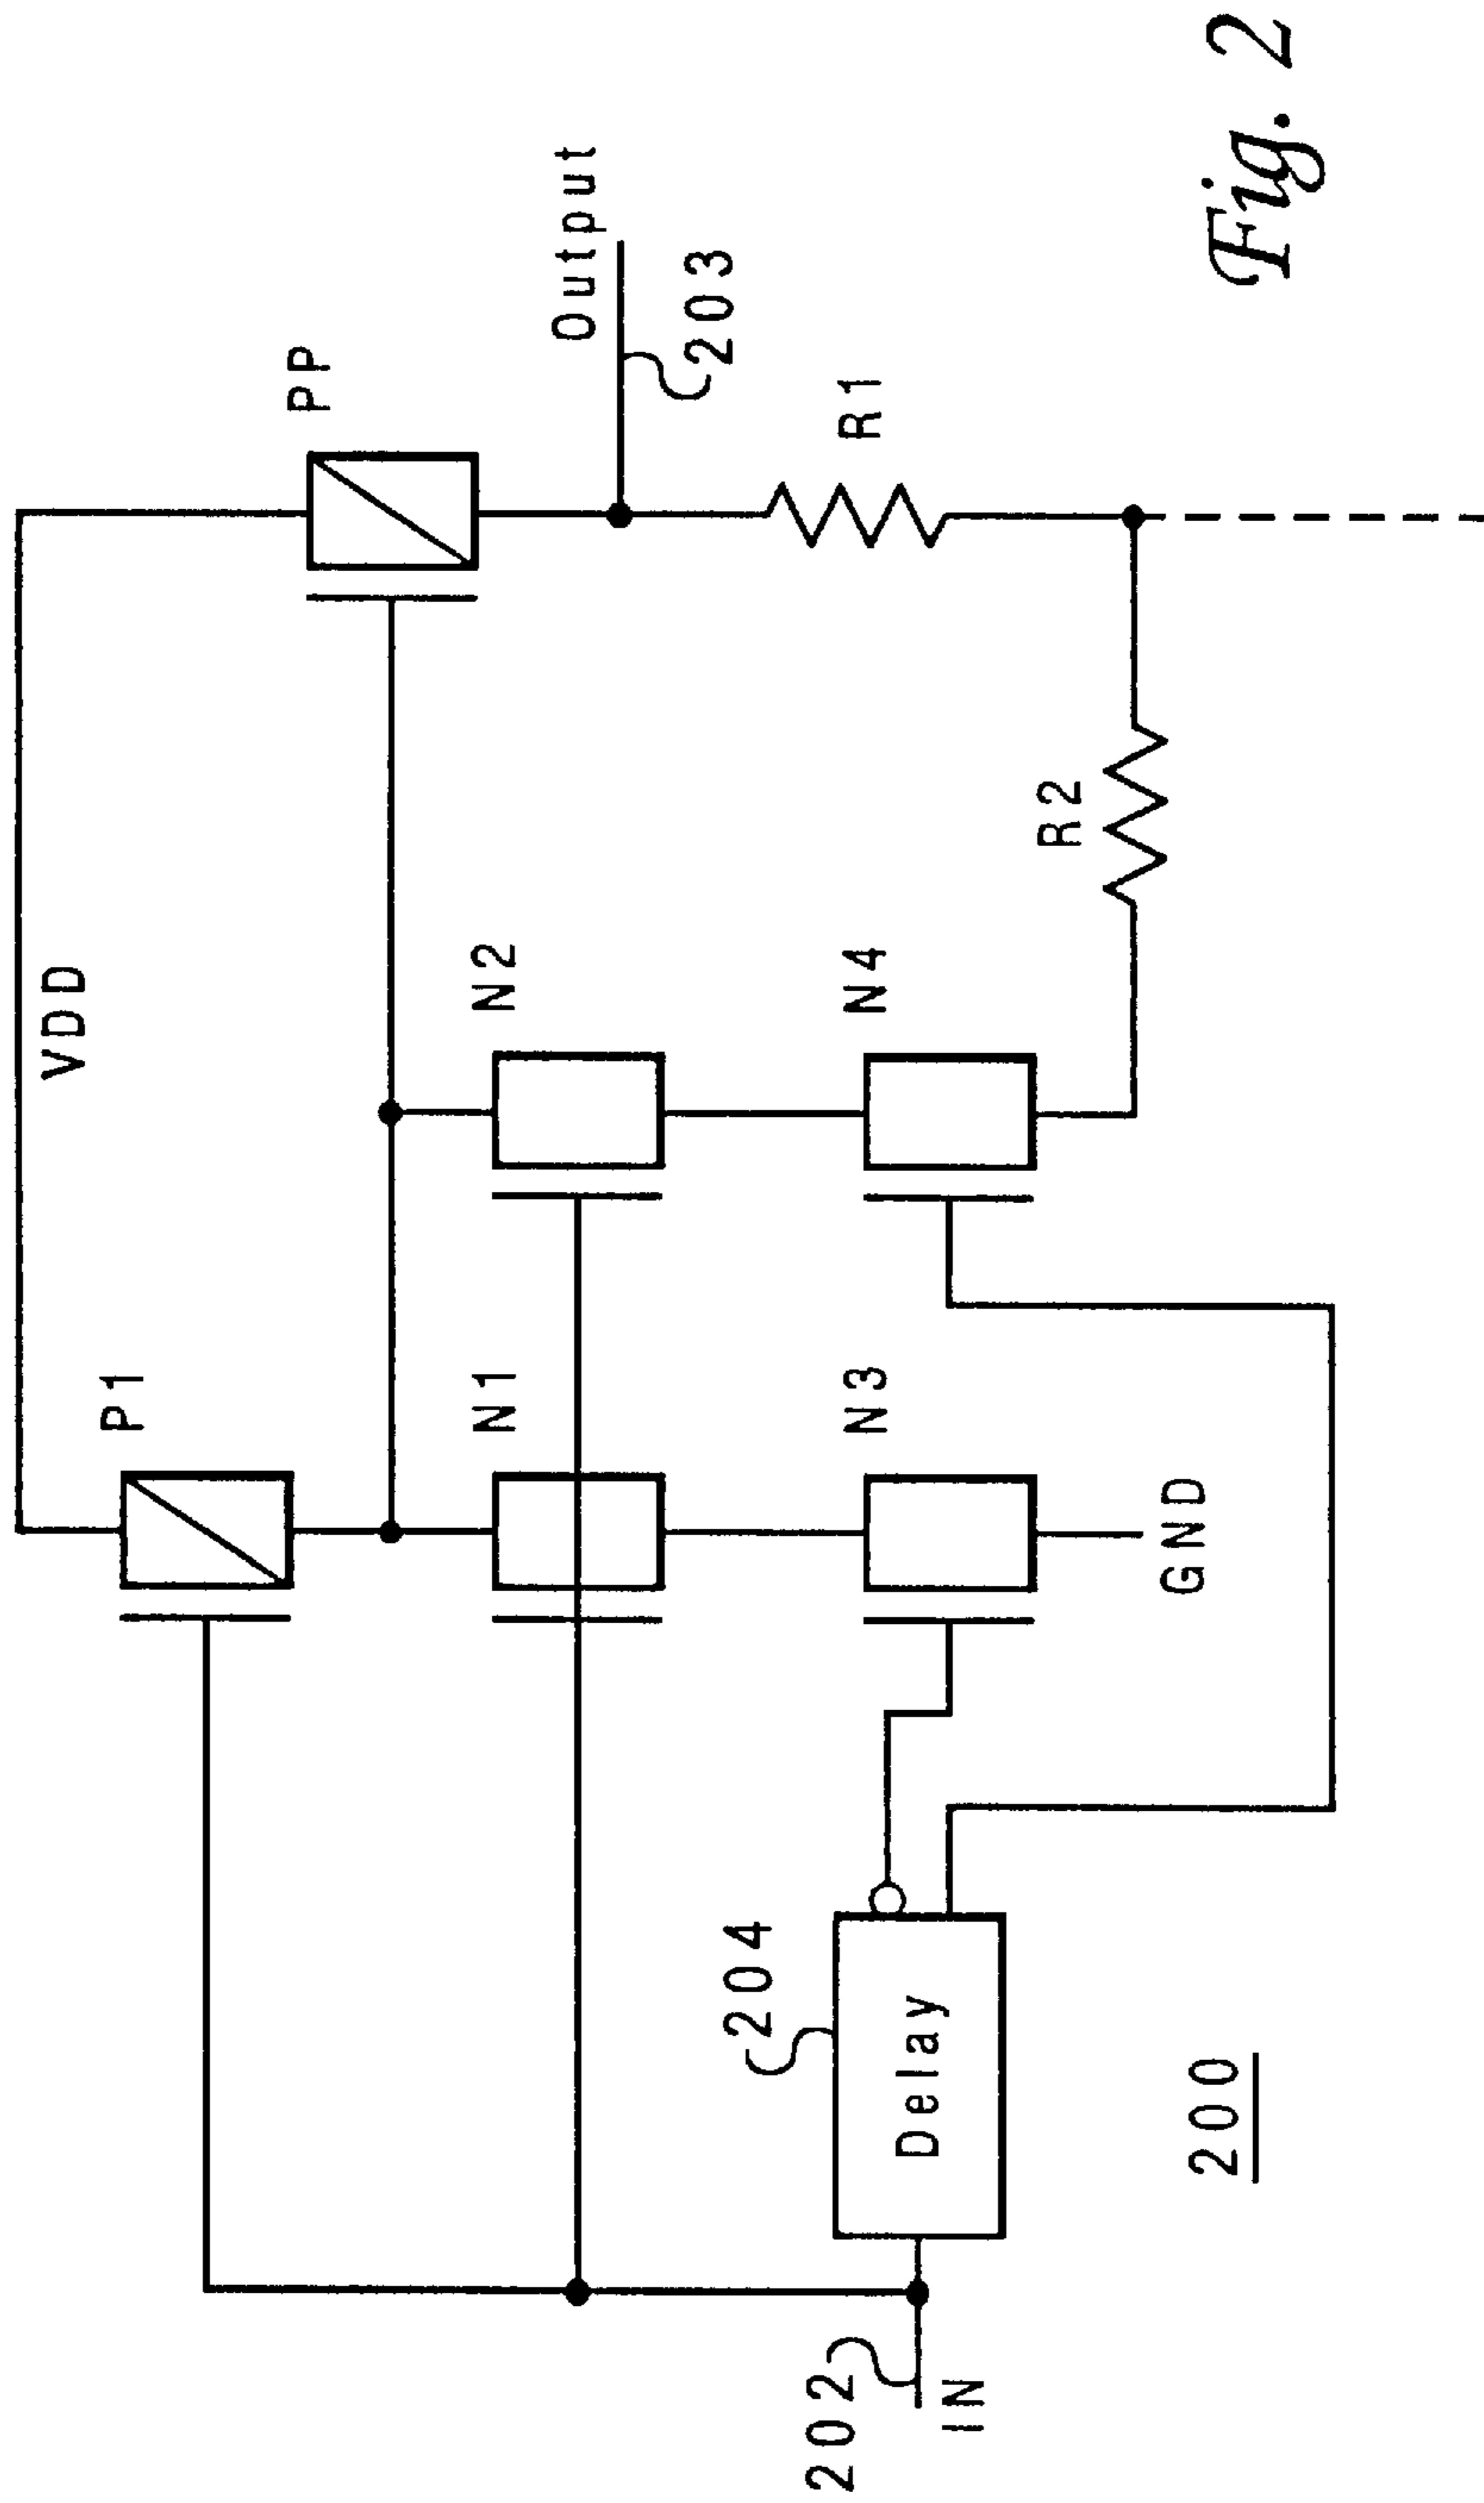 VDD
P1
PP
N1
N2
Output
203
N3
N4
R1
204
Delay
R2
202
IN
GND
200
Fig. 2